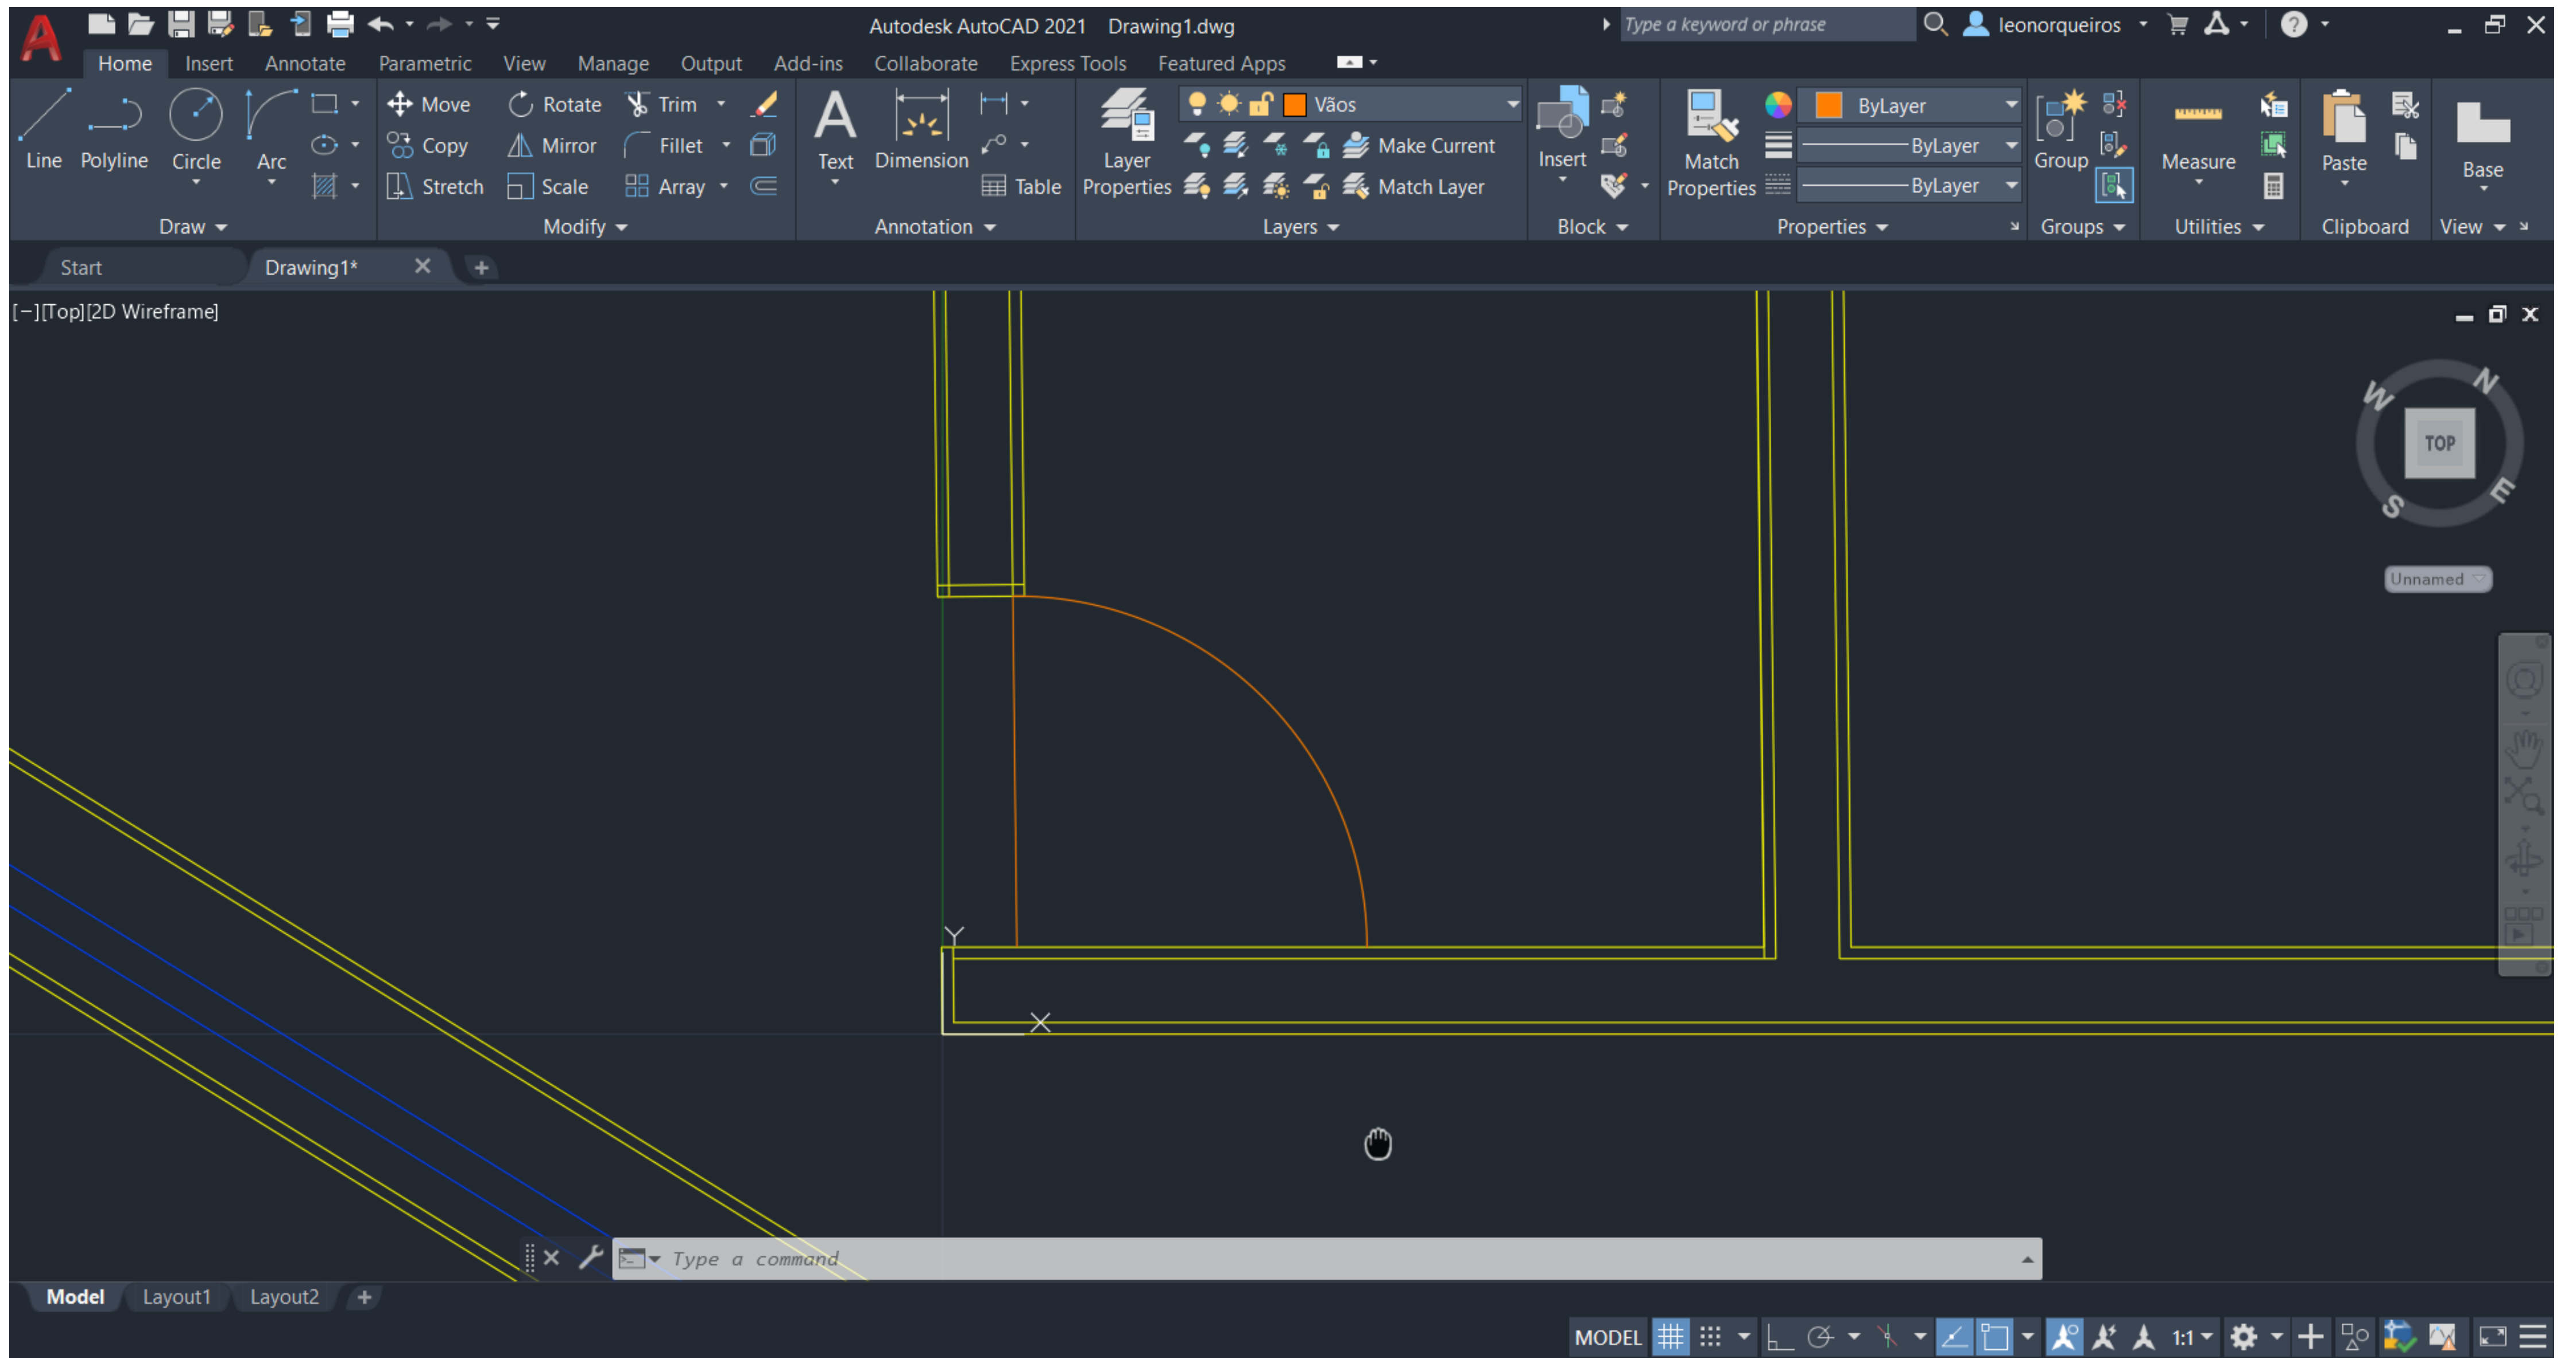 Autodesk AutoCAD 2021 Drawing1.dwg
Type a keyword or phrase
leonorqueiros
Home Insert Annotate Parametric View Manage Output Add-ins Collaborate Express Tools Featured Apps
Line Polyline Circle Arc
Draw
Move Rotate Trim
Copy Mirror Fillet
Stretch Scale Array
Modify
Text Dimension Table
Annotation
Layer Properties
Vãos
Make Current
Match Layer
Layers
Insert
Block
Match Properties
ByLayer
ByLayer
ByLayer
Properties
Group
Groups
Measure
Utilities
Paste
Clipboard
Base
View
Start Drawing1*
[−][Top][2D Wireframe]
N
W
TOP
E
S
Unnamed
Y
X
Type a command
Model Layout1 Layout2
MODEL 1:1